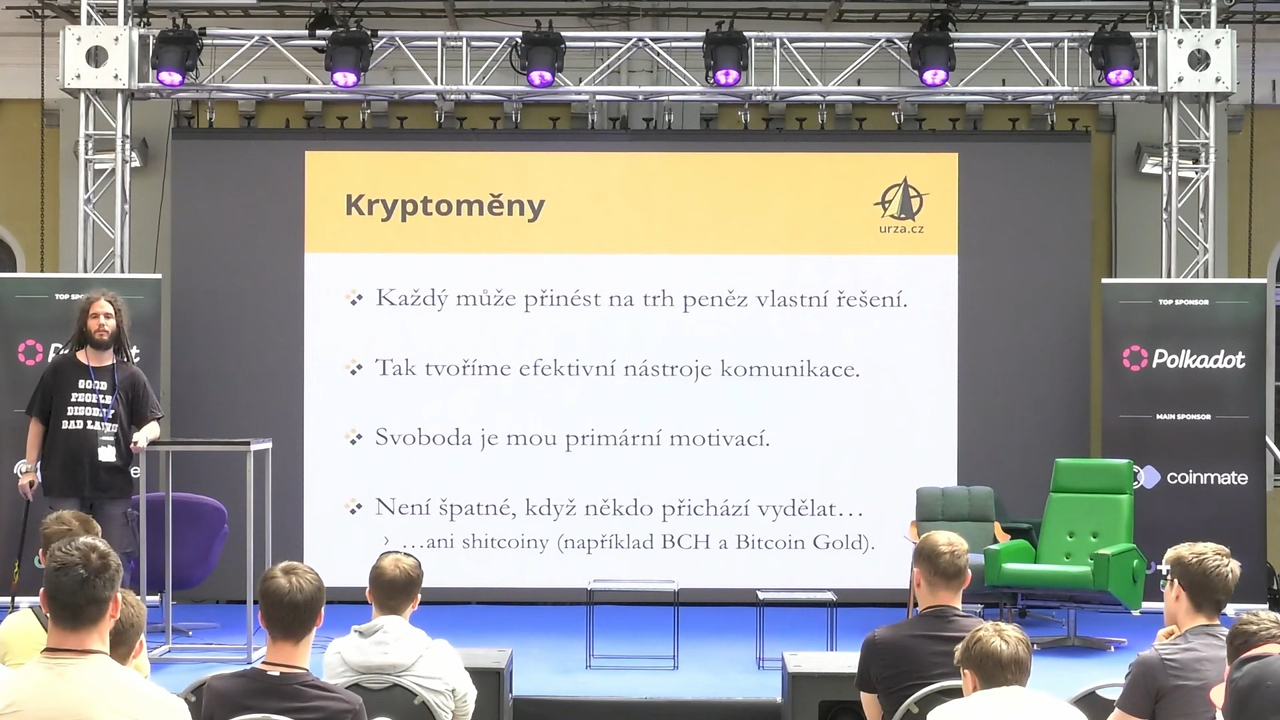 Kryptoměny
urza.cz
Každý může přinést na trh peněz vlastní řešení.
Tak tvoříme efektivní nástroje komunikace.
Svoboda je mou primární motivací.
Není špatné, když někdo přichází vydělat…
…ani shitcoiny (například BCH a Bitcoin Gold).
TOP
GOOD
PEOPLE
DISOBEY
BAD LAWS
TOP SPONSOR
Polkadot
MAIN SPONSOR
coinmate